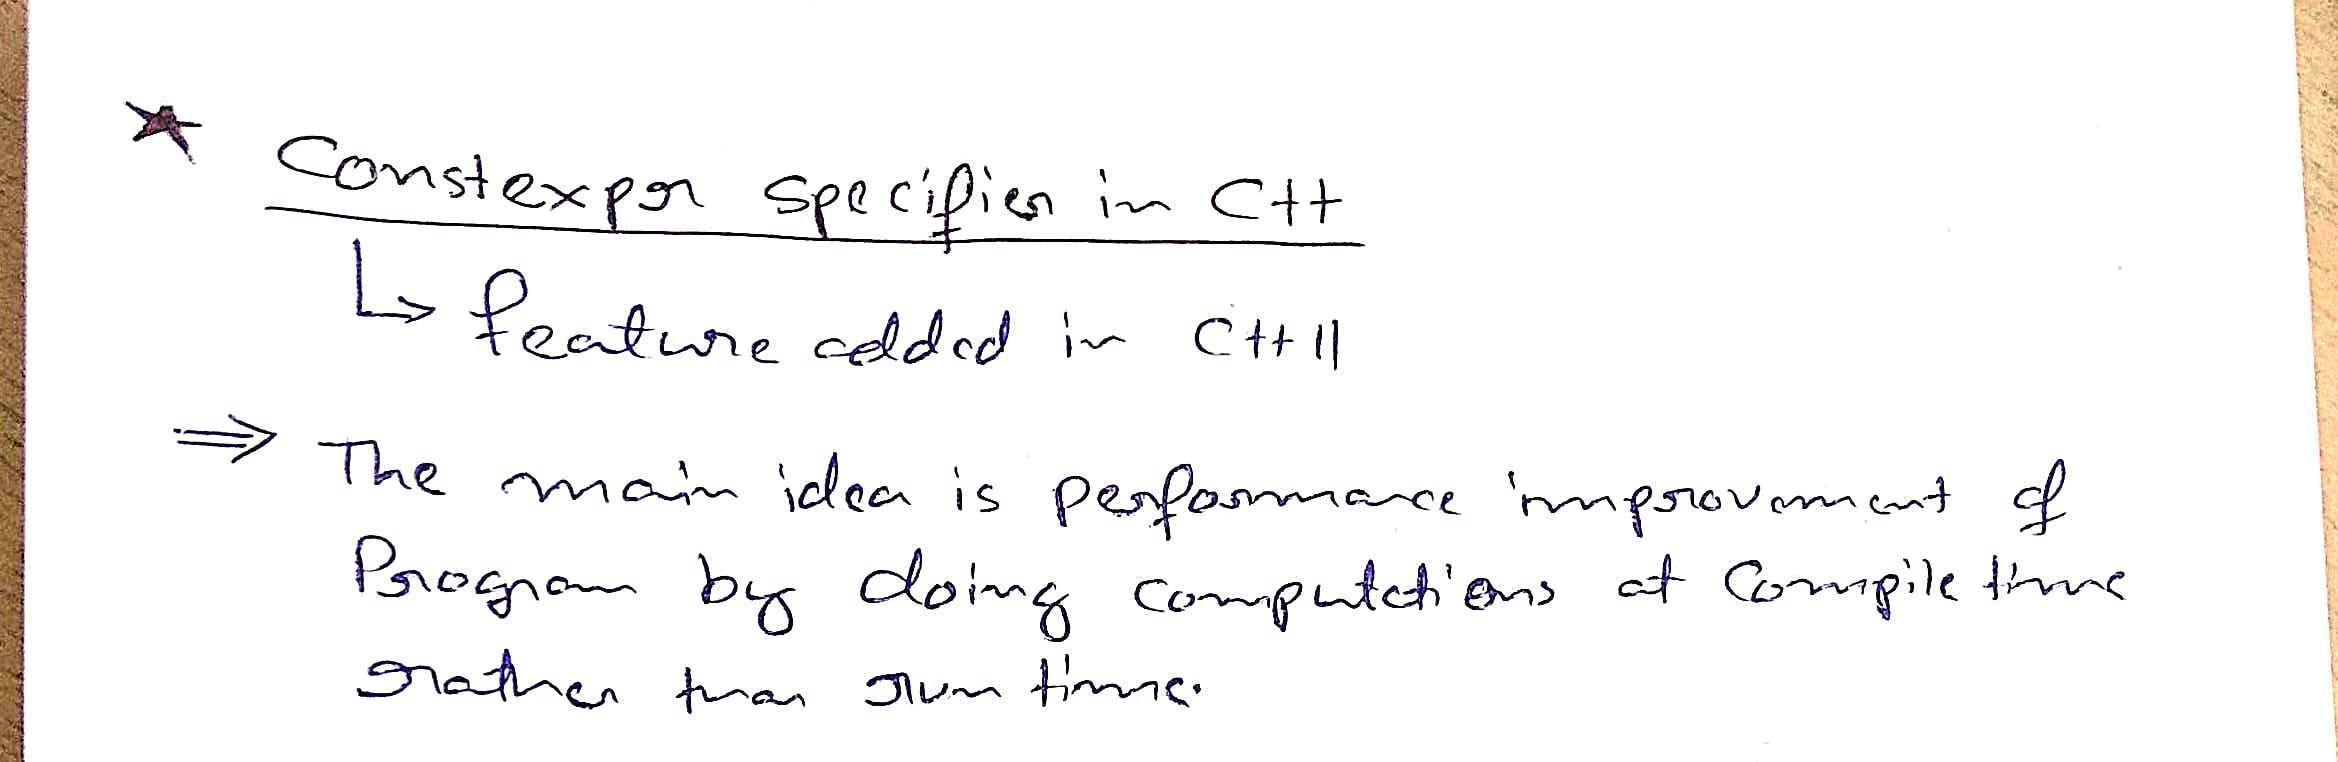 ★ Constexpr specifier in C++
↳ feature added in C++ 11
⇒ The main idea is performance improvement of
Program by doing computations at Compile time
rather than run time.